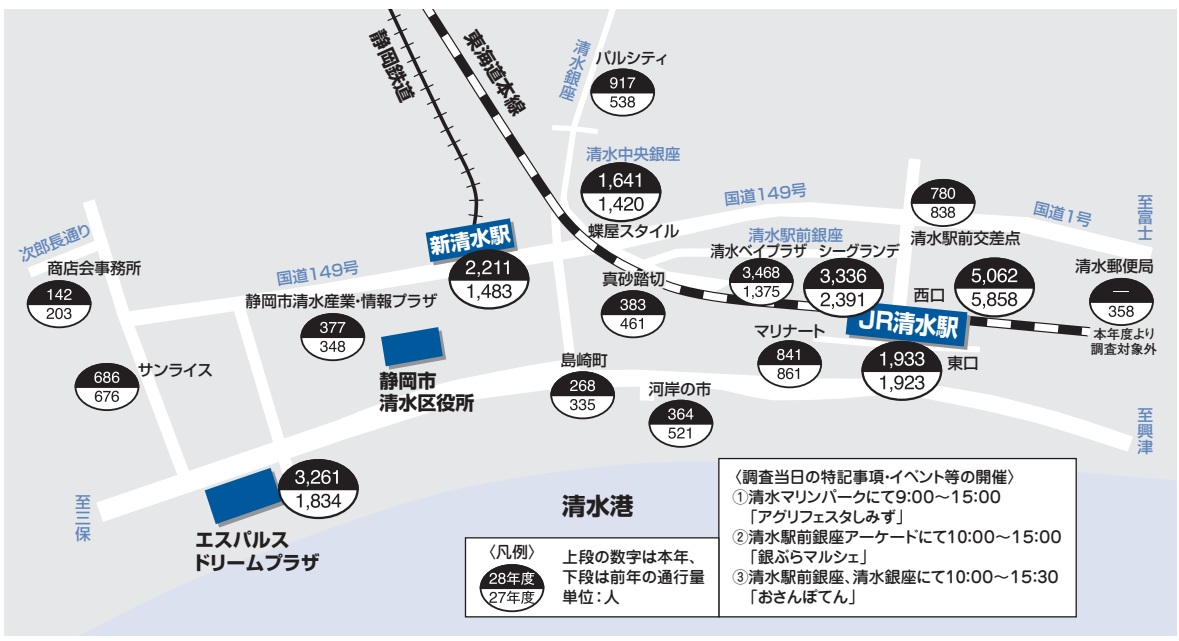 静岡鉄道
東海道本線
清水銀座
パルシティ
917
538
清水中央銀座
1,641
1,420
蝶屋スタイル
国道149号
780
838
清水駅前交差点
国道1号
至富士
次郎長通り
商店会事務所
142
203
国道149号
新清水駅
2,211
1,483
清水駅前銀座
清水ベイプラザ
3,468
1,375
シーグランデ
3,336
2,391
西口
5,062
5,858
清水郵便局
—
358
本年度より
調査対象外
静岡市清水産業・情報プラザ
377
348
真砂踏切
383
461
JR清水駅
マリナート
841
861
1,933
1,923
東口
サンライス
686
676
静岡市
清水区役所
島崎町
268
335
河岸の市
364
521
至興津
至三保
3,261
1,834
エスパルス
ドリームプラザ
清水港
〈凡例〉
28年度
27年度
上段の数字は本年、
下段は前年の通行量
単位：人
〈調査当日の特記事項・イベント等の開催〉
①清水マリンパークにて9:00～15:00
「アグリフェスタしみず」
②清水駅前銀座アーケードにて10:00～15:00
「銀ぶらマルシェ」
③清水駅前銀座、清水銀座にて10:00～15:30
「おさんぽてん」